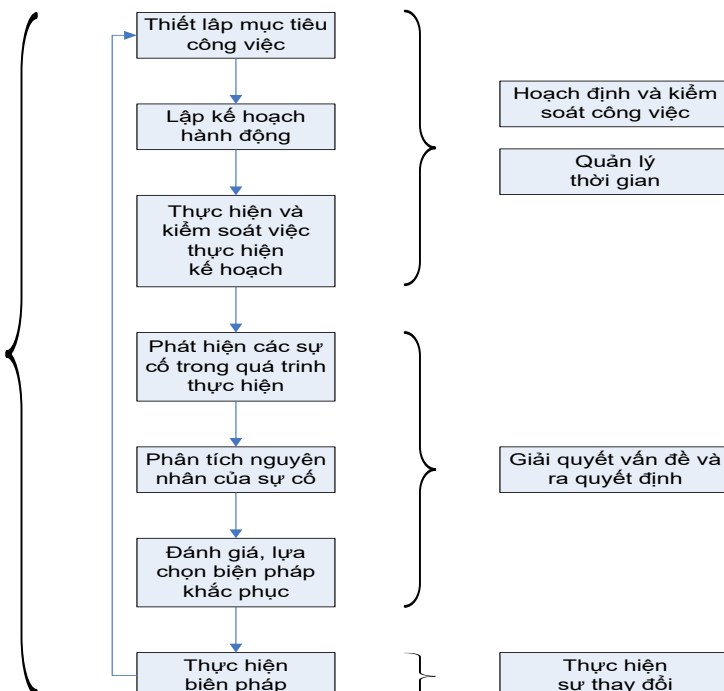 Thiết lâp mục tiêu
công việc
Lập kế hoạch
hành động
Thực hiện và
kiểm soát việc
thực hiện
kế hoạch
Phát hiện các sự
cố trong quá trinh
thực hiện
Phân tích nguyên
nhân của sự cố
Đánh giá, lựa
chọn biện pháp
khắc phục
Thực hiện
biện pháp
Hoạch định và kiểm
soát công việc
Quản lý
thời gian
Giải quyết vấn đề và
ra quyết định
Thực hiện
sự thay đổi